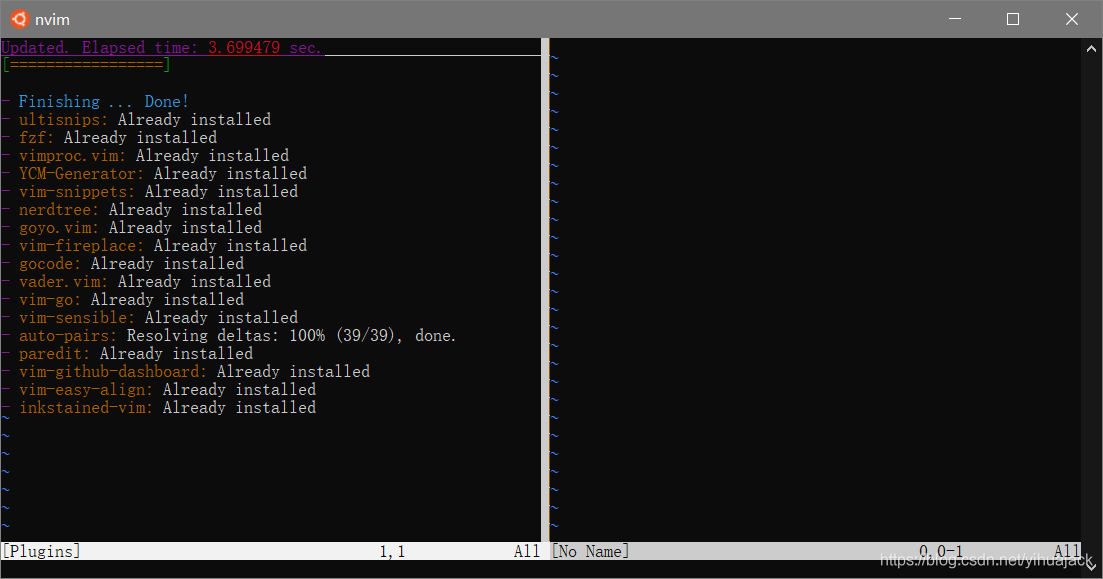 nvim
Updated. Elapsed time: 3.699479 sec.
[=================]
- Finishing ... Done!
- ultisnips: Already installed
- fzf: Already installed
- vimproc.vim: Already installed
- YCM-Generator: Already installed
- vim-snippets: Already installed
- nerdtree: Already installed
- goyo.vim: Already installed
- vim-fireplace: Already installed
- gocode: Already installed
- vader.vim: Already installed
- vim-go: Already installed
- vim-sensible: Already installed
- auto-pairs: Resolving deltas: 100% (39/39), done.
- paredit: Already installed
- vim-github-dashboard: Already installed
- vim-easy-align: Already installed
- inkstained-vim: Already installed
[Plugins] 1,1 All
[No Name] 0,0-1 All
https://blog.csdn.net/yihuajack